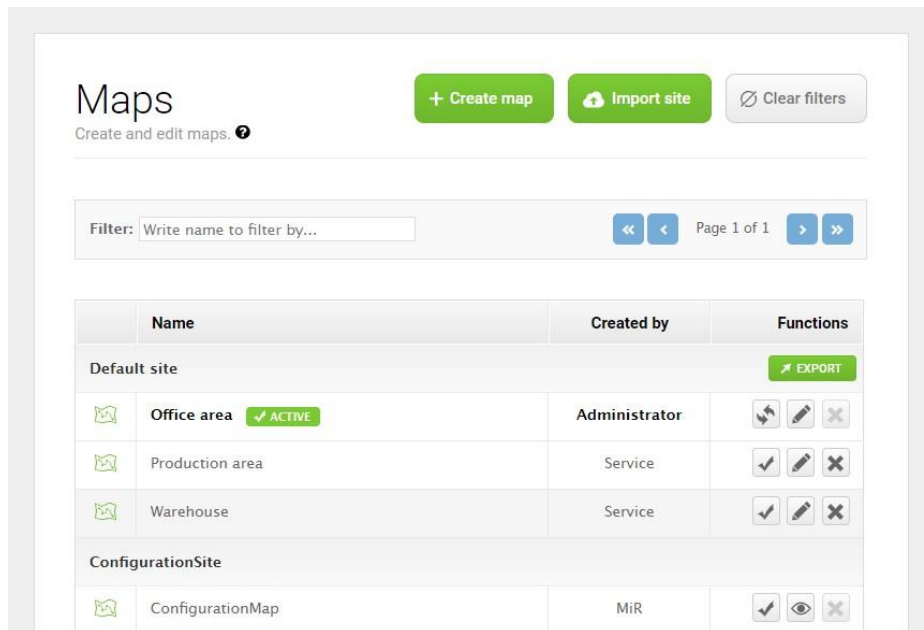 Maps
Create and edit maps. ?
+ Create map
Import site
Clear filters
Filter: Write name to filter by...
« ‹ Page 1 of 1 › »
Name Created by Functions
Default site EXPORT
Office area ✓ ACTIVE Administrator
Production area Service
Warehouse Service
ConfigurationSite
ConfigurationMap MiR